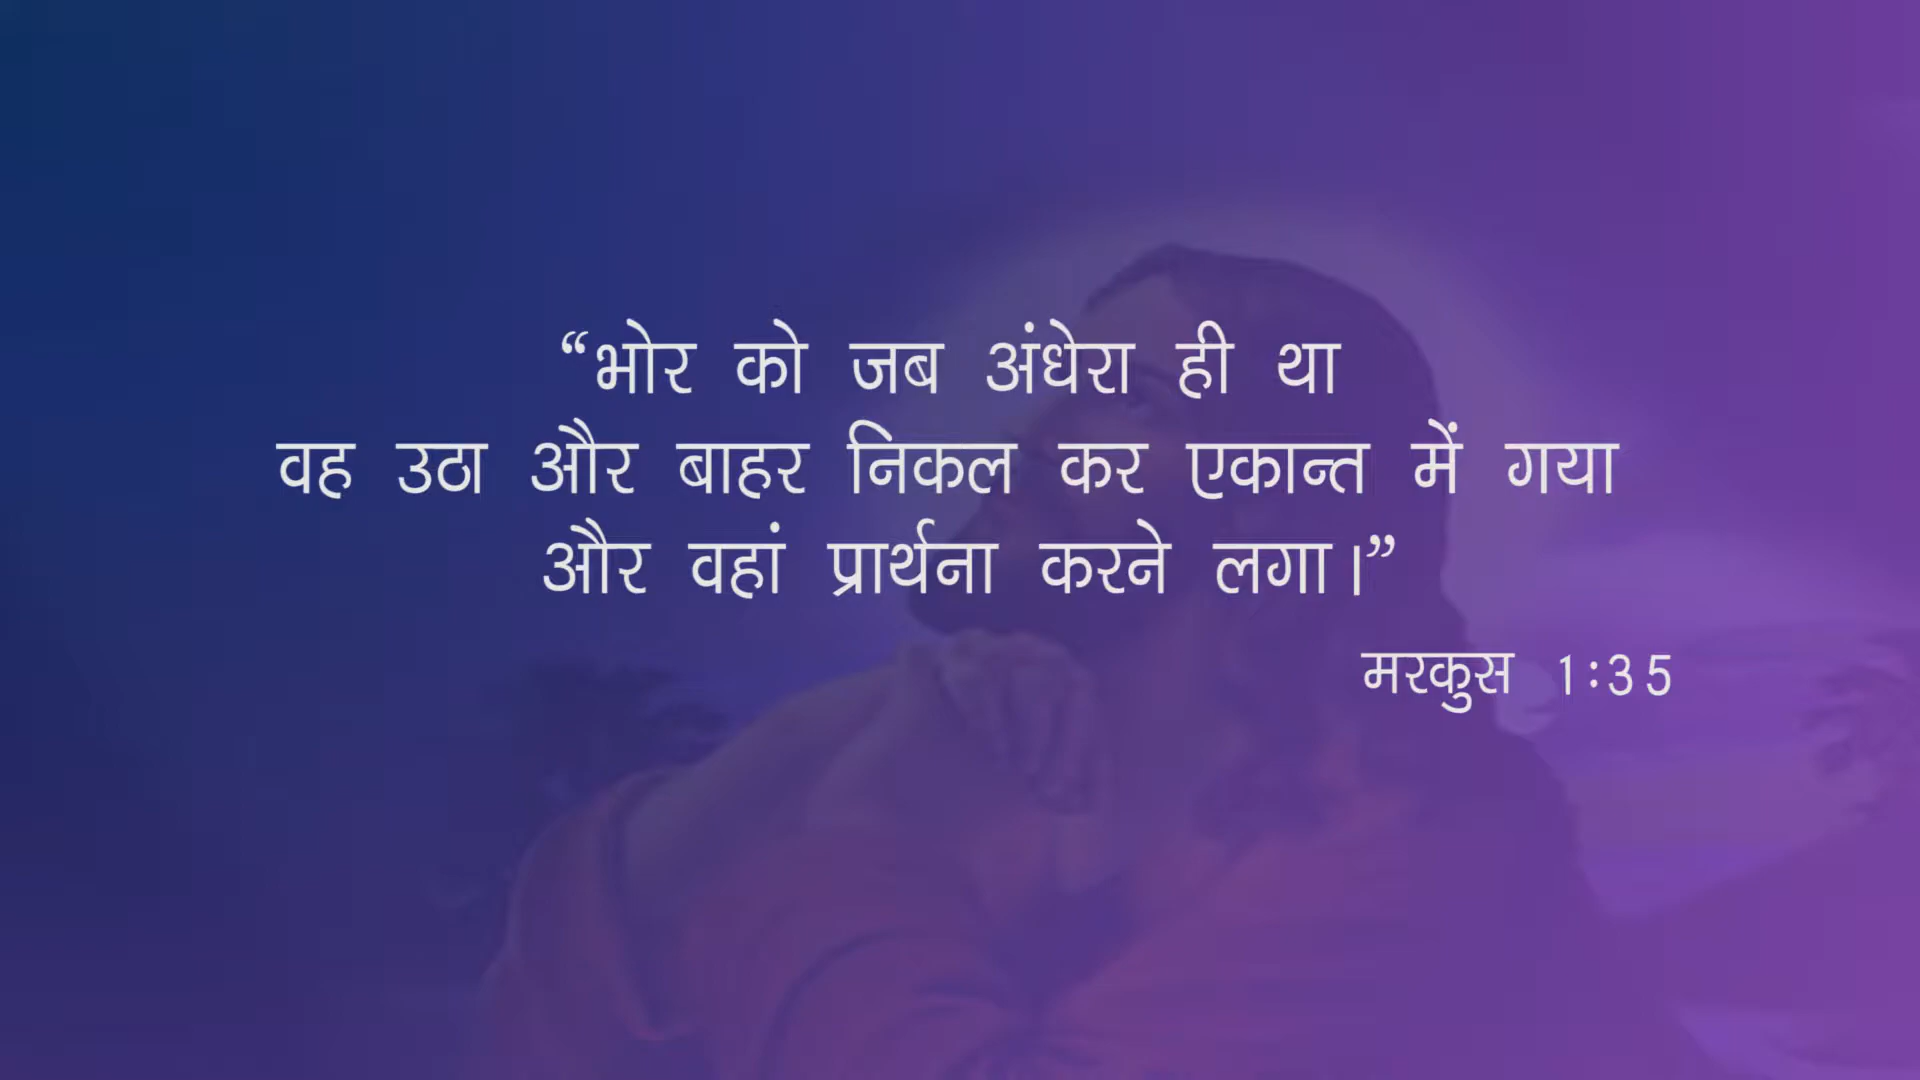 “भोर को जब अंधेरा ही था
वह उठा और बाहर निकल कर एकान्त में गया
और वहां प्रार्थना करने लगा।”
मरकुस 1:35